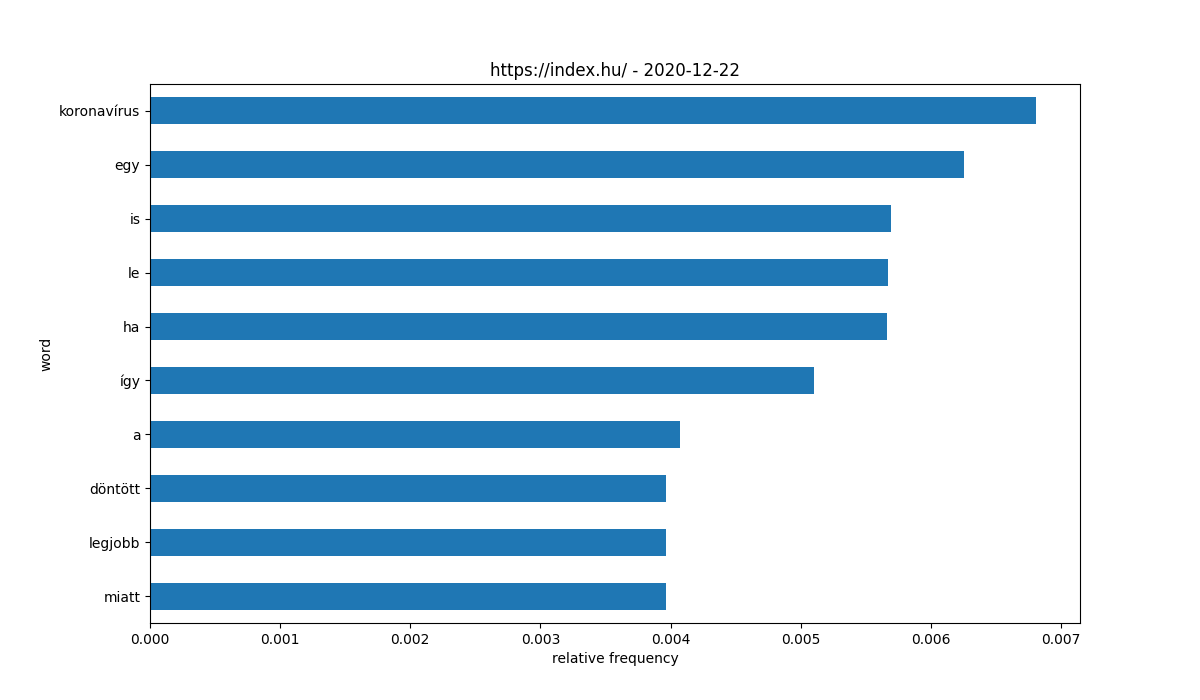 https://index.hu/ - 2020-12-22
koronavírus
egy
is
le
ha
így
a
döntött
legjobb
miatt
word
0.000 0.001 0.002 0.003 0.004 0.005 0.006 0.007
relative frequency